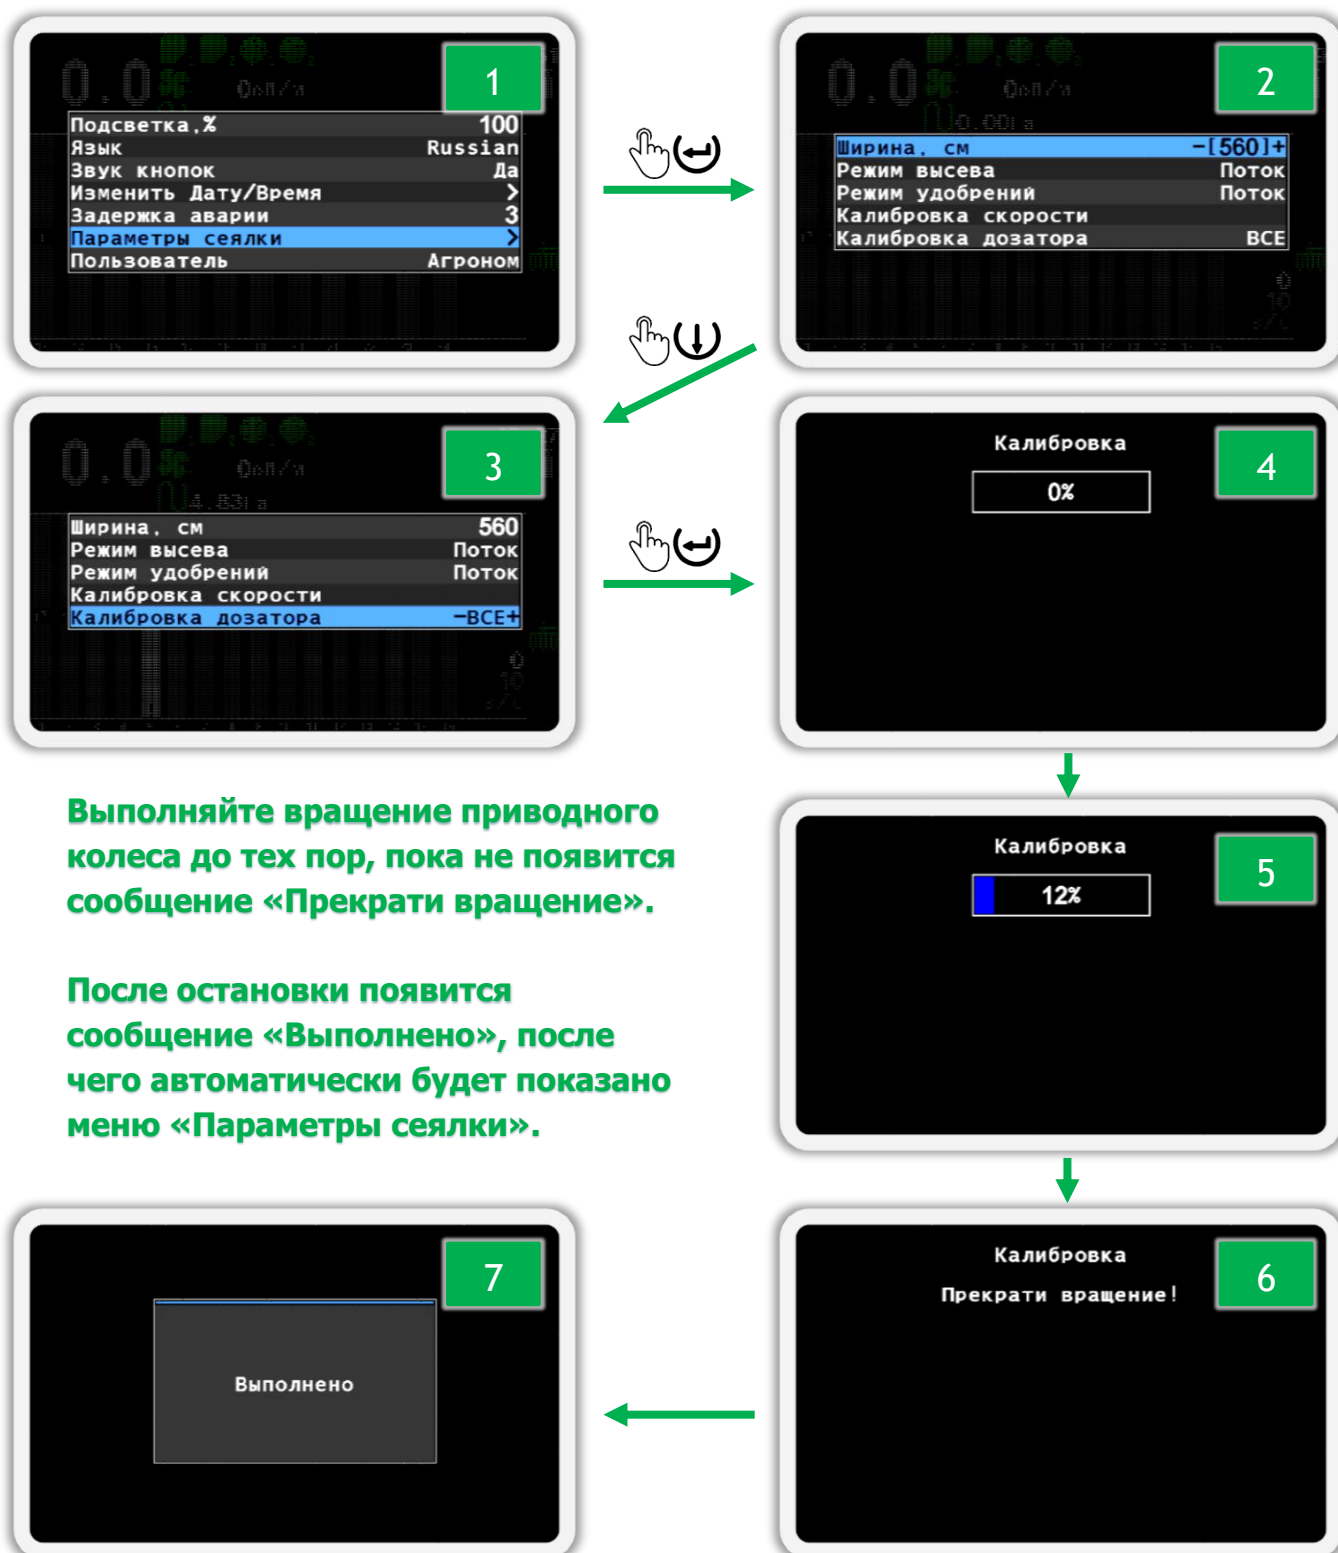 1
Подсветка,% 100
Язык Russian
Звук кнопок Да
Изменить Дату/Время >
Задержка аварии 3
Параметры сеялки >
Пользователь Агроном
2
Ширина, см -[560]+
Режим высева Поток
Режим удобрений Поток
Калибровка скорости
Калибровка дозатора ВСЕ
3
Ширина, см 560
Режим высева Поток
Режим удобрений Поток
Калибровка скорости
Калибровка дозатора -ВСЕ+
4
Калибровка
0%
Выполняйте вращение приводного
колеса до тех пор, пока не появится
сообщение «Прекрати вращение».
После остановки появится
сообщение «Выполнено», после
чего автоматически будет показано
меню «Параметры сеялки».
5
Калибровка
12%
6
Калибровка
Прекрати вращение!
7
Выполнено